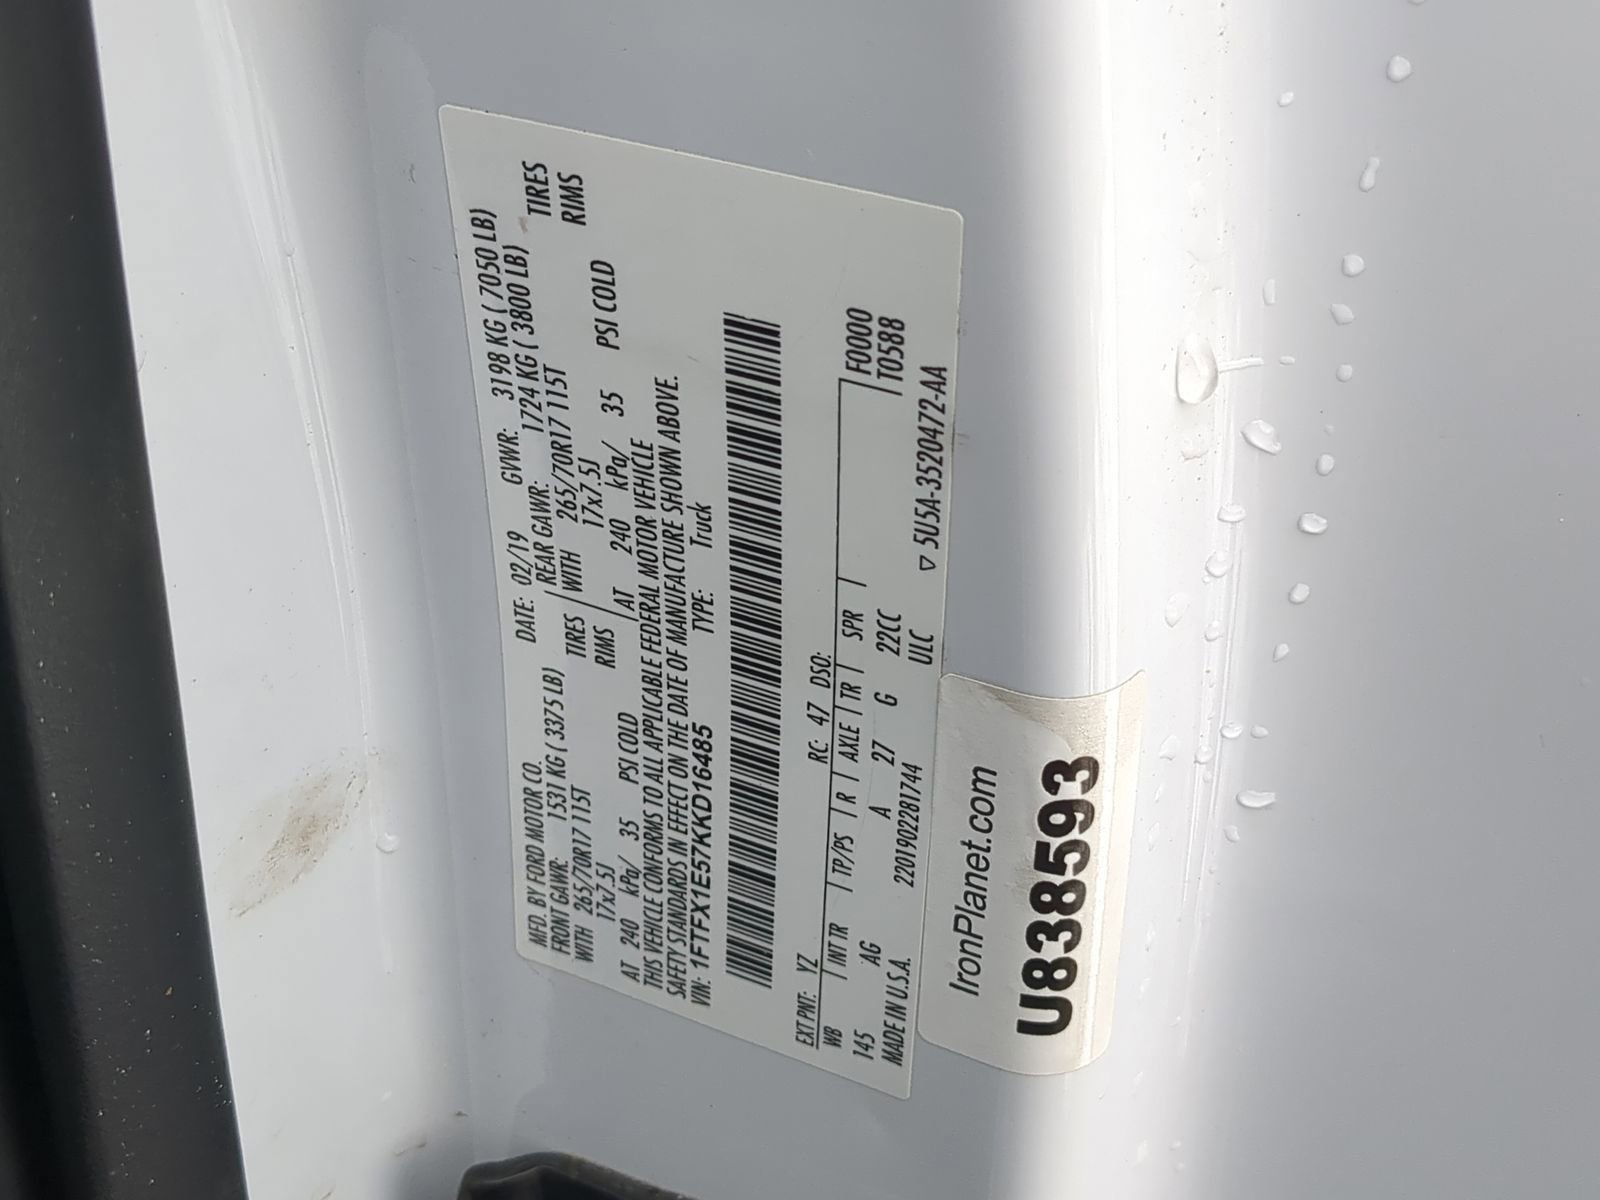 MFD. BY FORD MOTOR CO. DATE: 02/19 GVWR: 3198 KG ( 7050 LB)
FRONT GAWR: 1531 KG ( 3375 LB) REAR GAWR: 1724 KG ( 3800 LB)
WITH 265/70R17 115T TIRES WITH 265/70R17 115T TIRES
17x7.5J RIMS 17x7.5J RIMS
AT 240 kPa/ 35 PSI COLD AT 240 kPa/ 35 PSI COLD
THIS VEHICLE CONFORMS TO ALL APPLICABLE FEDERAL MOTOR VEHICLE
SAFETY STANDARDS IN EFFECT ON THE DATE OF MANUFACTURE SHOWN ABOVE.
VIN: 1FTFX1E57KKD16485 TYPE: Truck
EXT PNT: YZ RC: 47 DSO:
WB INT TR TP/PS R AXLE TR SPR F0000
145 AG A 27 G 22CC T0588
MADE IN U.S.A. 2201902281744 ULC ▽ 5U5A-3520472-AA
IronPlanet.com
U838593